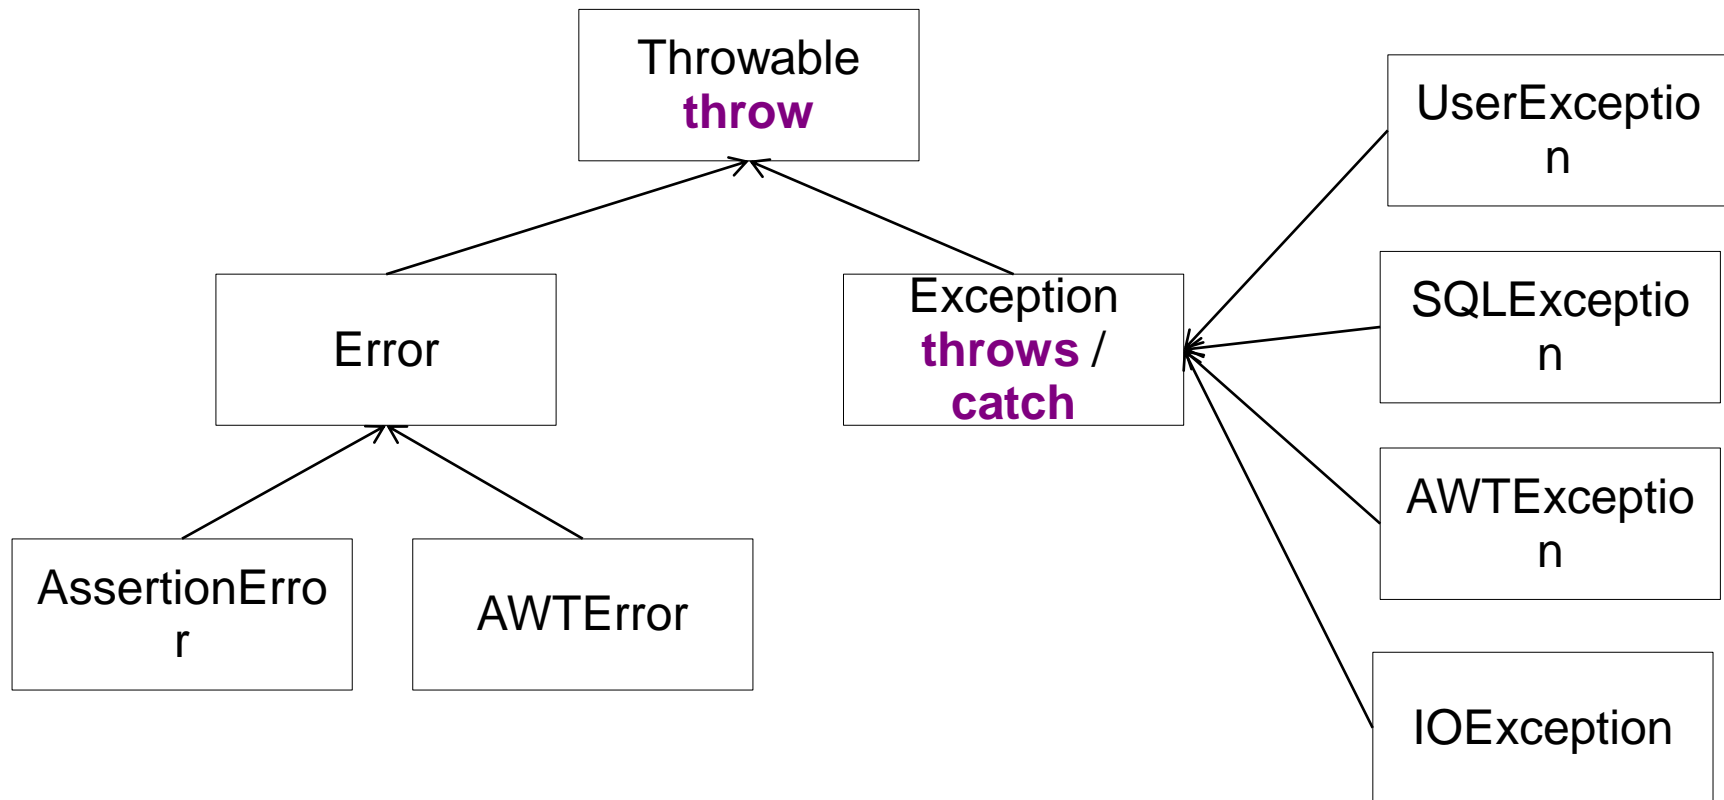 Throwable
throw
Error
Exception
throws /
catch
AssertionErro
r
AWTError
UserExceptio
n
SQLExceptio
n
AWTExceptio
n
IOException